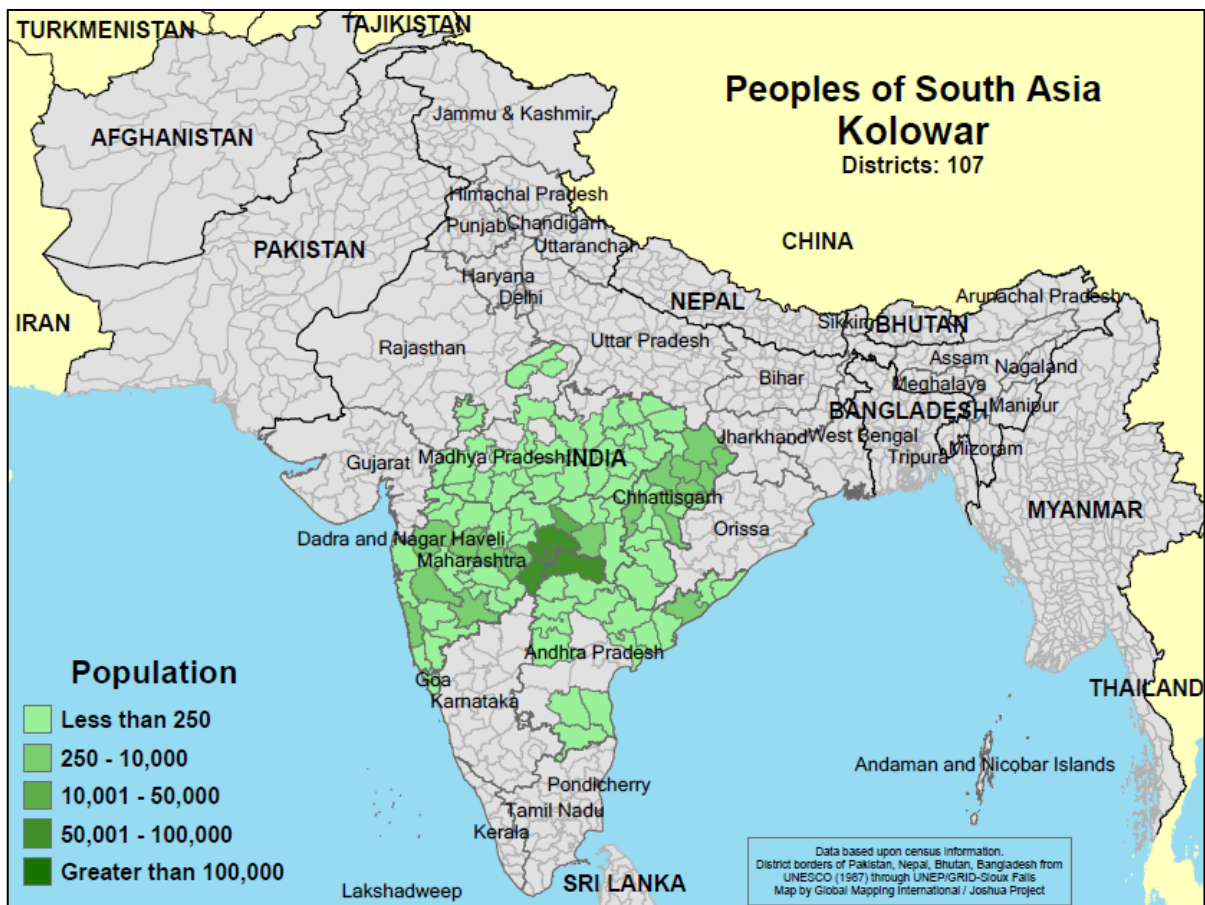 TURKMENISTAN
TAJIKISTAN
Peoples of South Asia
Kolowar
Districts: 107
Jammu & Kashmir
AFGHANISTAN
Himachal Pradesh
Punjab
Chandigarh
Uttaranchal
PAKISTAN
CHINA
Haryana
Delhi
NEPAL
Arunachal Pradesh
IRAN
Sikkim
BHUTAN
Rajasthan
Uttar Pradesh
Assam
Nagaland
Bihar
Meghalaya
BANGLADESH
Manipur
Jharkhand
West Bengal
Tripura
Mizoram
Gujarat
Madhya Pradesh
INDIA
Chhattisgarh
MYANMAR
Orissa
Dadra and Nagar Haveli
Maharashtra
Andhra Pradesh
Goa
Karnataka
THAILAND
Population
Less than 250
250 - 10,000
10,001 - 50,000
50,001 - 100,000
Greater than 100,000
Andaman and Nicobar Islands
Pondicherry
Tamil Nadu
Kerala
Lakshadweep
SRI LANKA
Data based upon census information.
District borders of Pakistan, Nepal, Bhutan, Bangladesh from
UNESCO (1987) through UNEP/GRID-Sioux Falls
Map by Global Mapping International / Joshua Project